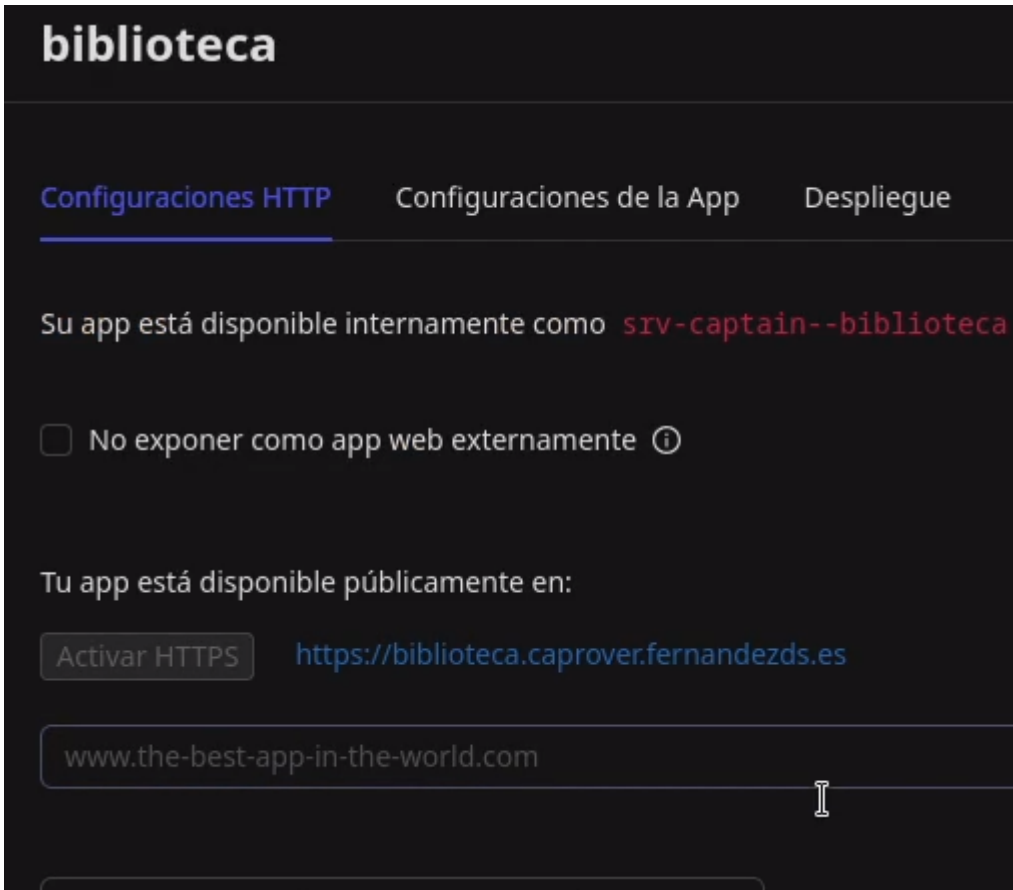 biblioteca
Configuraciones HTTP Configuraciones de la App Despliegue
Su app está disponible internamente como srv-captain--biblioteca
No exponer como app web externamente
Tu app está disponible públicamente en:
Activar HTTPS https://biblioteca.caprover.fernandezds.es
www.the-best-app-in-the-world.com